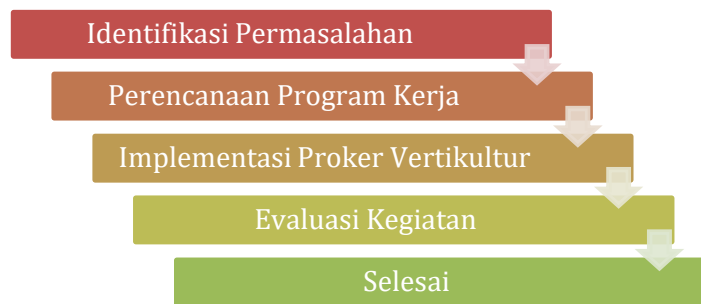 Identifikasi Permasalahan
Perencanaan Program Kerja
Implementasi Proker Vertikultur
Evaluasi Kegiatan
Selesai